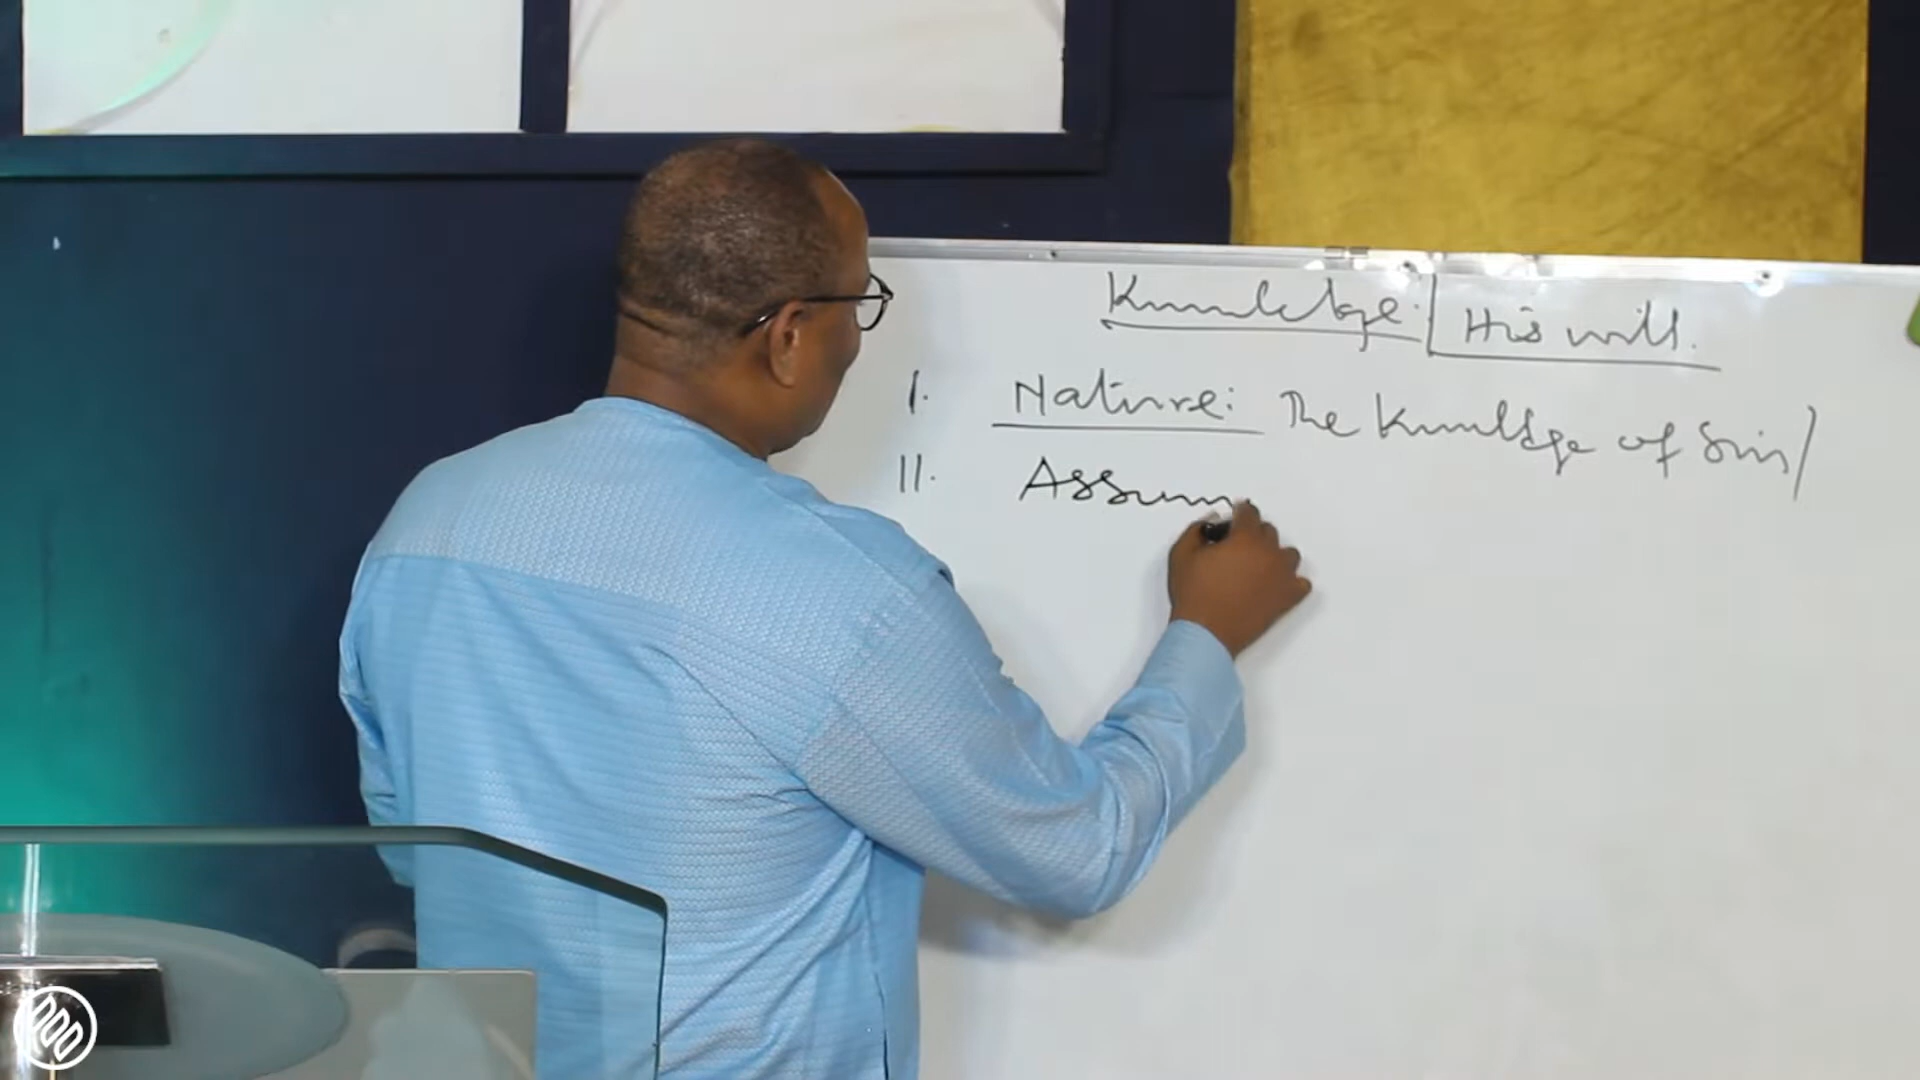 Knowledge: His will.
I. Nature: The Knowledge of Sin/
II. Assum